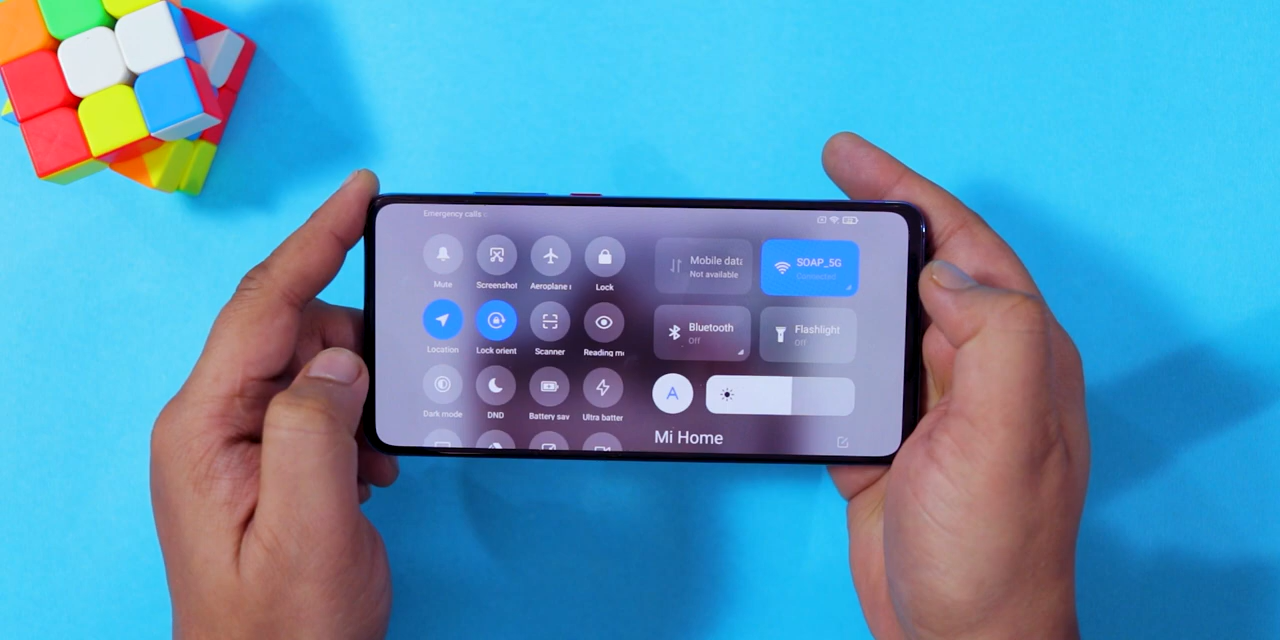 Emergency calls
Mute
Screenshot
Aeroplane
Lock
Location
Lock orient
Scanner
Reading m
Dark mode
DND
Battery sav
Ultra batter
Mobile data
Not available
SOAP_5G
Connected
Bluetooth
Off
Flashlight
Off
A
Mi Home